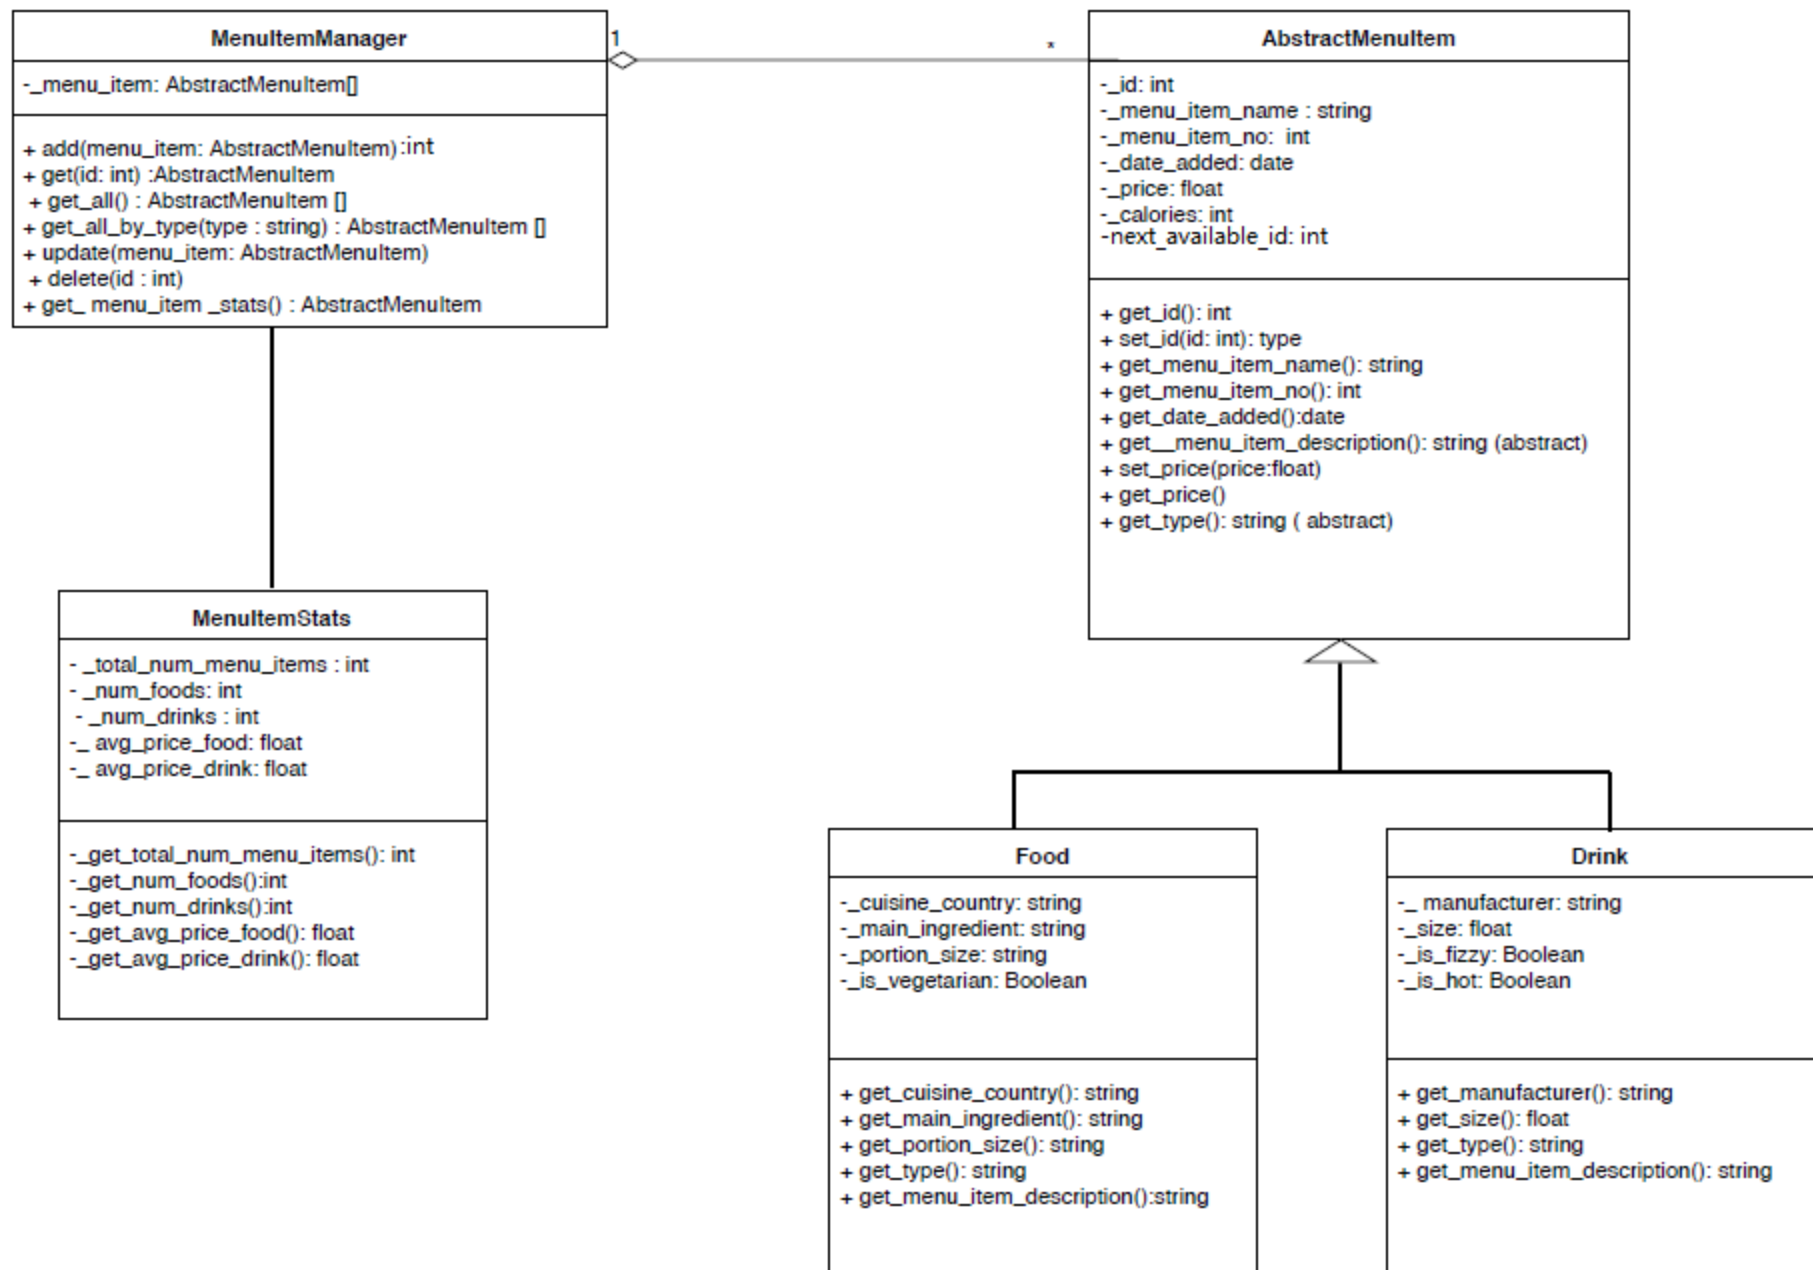 MenuItemManager
-_menu_item: AbstractMenuItem[]
+ add(menu_item: AbstractMenuItem) :int
+ get(id: int) :AbstractMenuItem
+ get_all() : AbstractMenuItem []
+ get_all_by_type(type : string) : AbstractMenuItem []
+ update(menu_item: AbstractMenuItem)
+ delete(id : int)
+ get_ menu_item _stats() : AbstractMenuItem
1
*
AbstractMenuItem
-_id: int
-_menu_item_name : string
-_menu_item_no:  int
-_date_added: date
-_price: float
-_calories: int
-next_available_id: int
+ get_id(): int
+ set_id(id: int): type
+ get_menu_item_name(): string
+ get_menu_item_no(): int
+ get_date_added():date
+ get__menu_item_description(): string (abstract)
+ set_price(price:float)
+ get_price()
+ get_type(): string ( abstract)
MenuItemStats
- _total_num_menu_items : int
- _num_foods: int
- _num_drinks : int
-_ avg_price_food: float
-_ avg_price_drink: float
-_get_total_num_menu_items(): int
-_get_num_foods():int
-_get_num_drinks():int
-_get_avg_price_food(): float
-_get_avg_price_drink(): float
Food
-_cuisine_country: string
-_main_ingredient: string
-_portion_size: string
-_is_vegetarian: Boolean
+ get_cuisine_country(): string
+ get_main_ingredient(): string
+ get_portion_size(): string
+ get_type(): string
+ get_menu_item_description():string
Drink
-_ manufacturer: string
-_size: float
-_is_fizzy: Boolean
-_is_hot: Boolean
+ get_manufacturer(): string
+ get_size(): float
+ get_type(): string
+ get_menu_item_description(): string